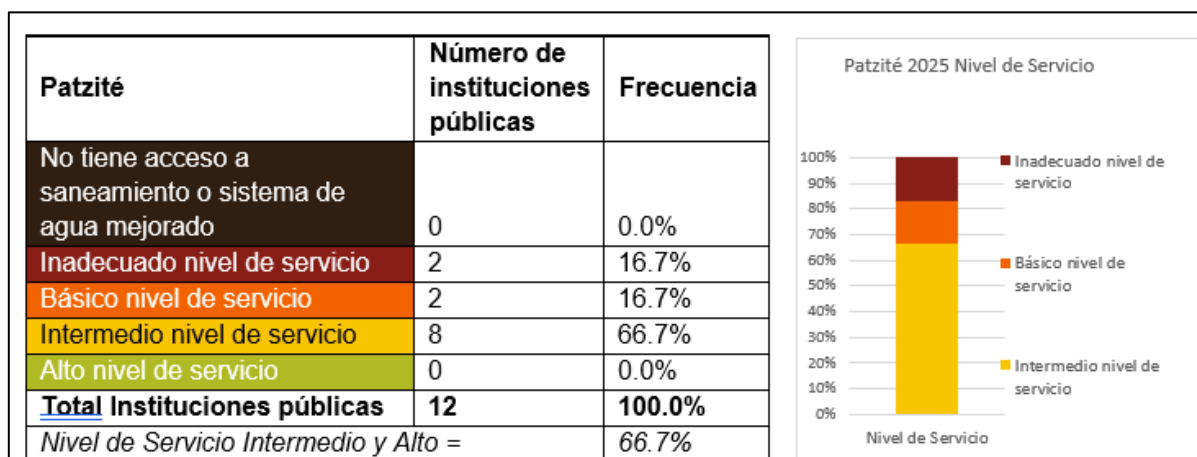 Patzité
Número de
instituciones
públicas
Frecuencia
No tiene acceso a
saneamiento o sistema de
agua mejorado
0
0.0%
Inadecuado nivel de servicio
2
16.7%
Básico nivel de servicio
2
16.7%
Intermedio nivel de servicio
8
66.7%
Alto nivel de servicio
0
0.0%
Total Instituciones públicas
12
100.0%
Nivel de Servicio Intermedio y Alto =
66.7%
Patzité 2025 Nivel de Servicio
100%
90%
80%
70%
60%
50%
40%
30%
20%
10%
0%
Nivel de Servicio
Inadecuado nivel de
servicio
Básico nivel de
servicio
Intermedio nivel de
servicio